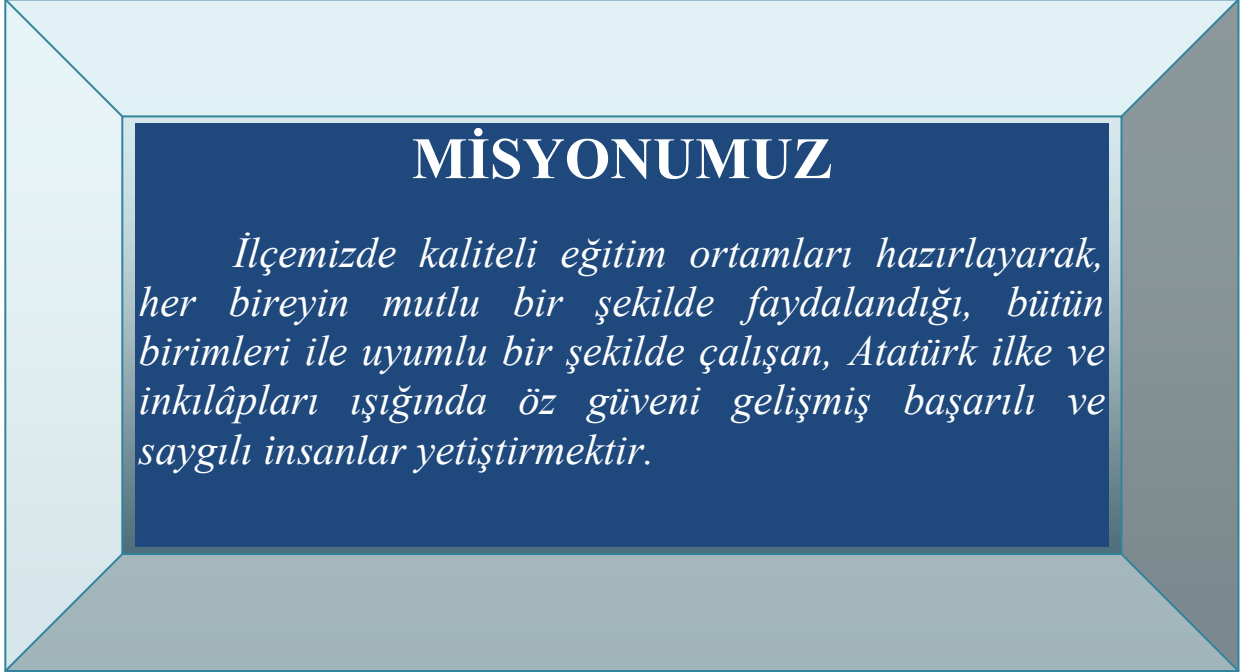 MİSYONUMUZ
İlçemizde kaliteli eğitim ortamları hazırlayarak,
her bireyin mutlu bir şekilde faydalandığı, bütün
birimleri ile uyumlu bir şekilde çalışan, Atatürk ilke ve
inkılâpları ışığında öz güveni gelişmiş başarılı ve
saygılı insanlar yetiştirmektir.